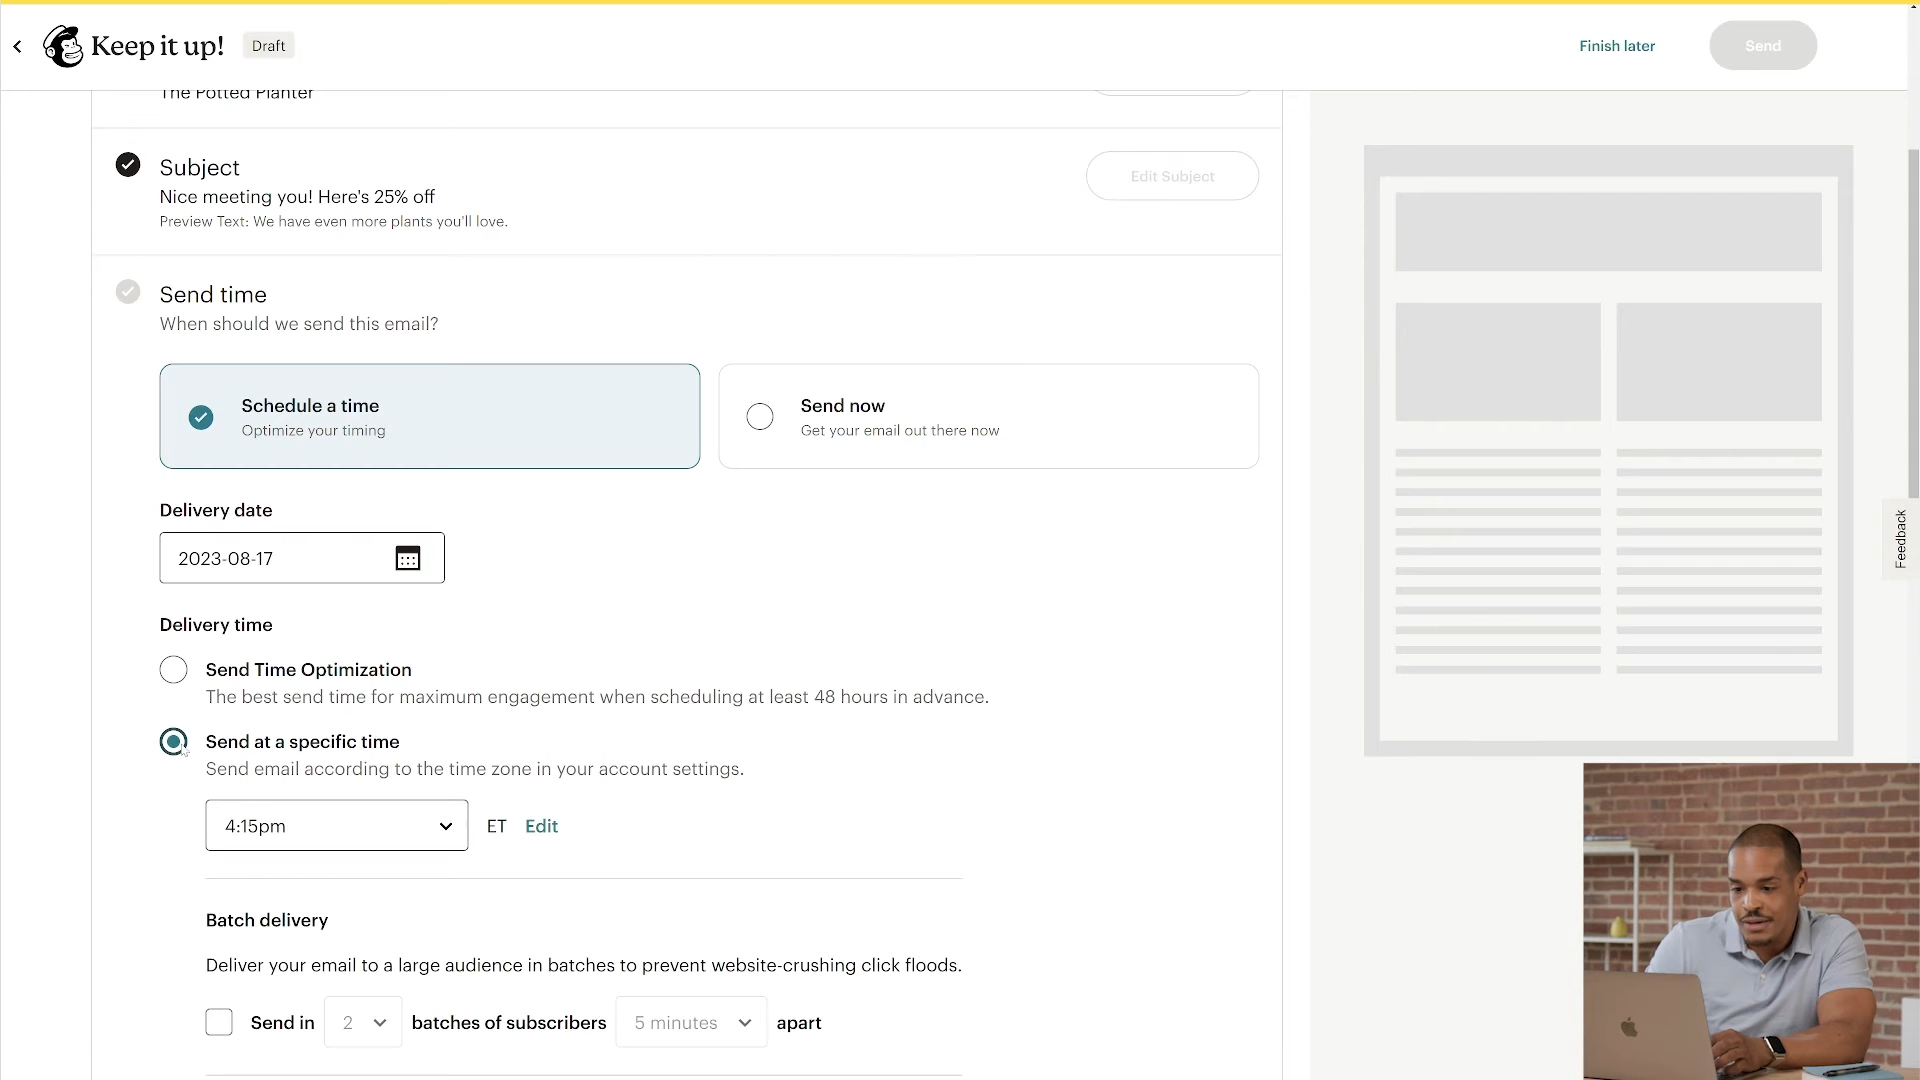 Keep it up!
Draft
Finish later
Send
The Potted Planter
Subject
Edit Subject
Nice meeting you! Here's 25% off
Preview Text: We have even more plants you'll love.
Send time
When should we send this email?
Schedule a time
Optimize your timing
Send now
Get your email out there now
Delivery date
2023-08-17
Feedback
Delivery time
Send Time Optimization
The best send time for maximum engagement when scheduling at least 48 hours in advance.
Send at a specific time
Send email according to the time zone in your account settings.
4:15pm
ET
Edit
Batch delivery
Deliver your email to a large audience in batches to prevent website-crushing click floods.
Send in 2 batches of subscribers 5 minutes apart